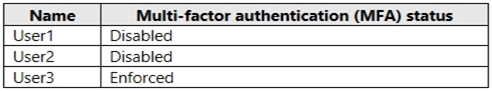 Name Multi-factor authentication (MFA) status
User1 Disabled
User2 Disabled
User3 Enforced